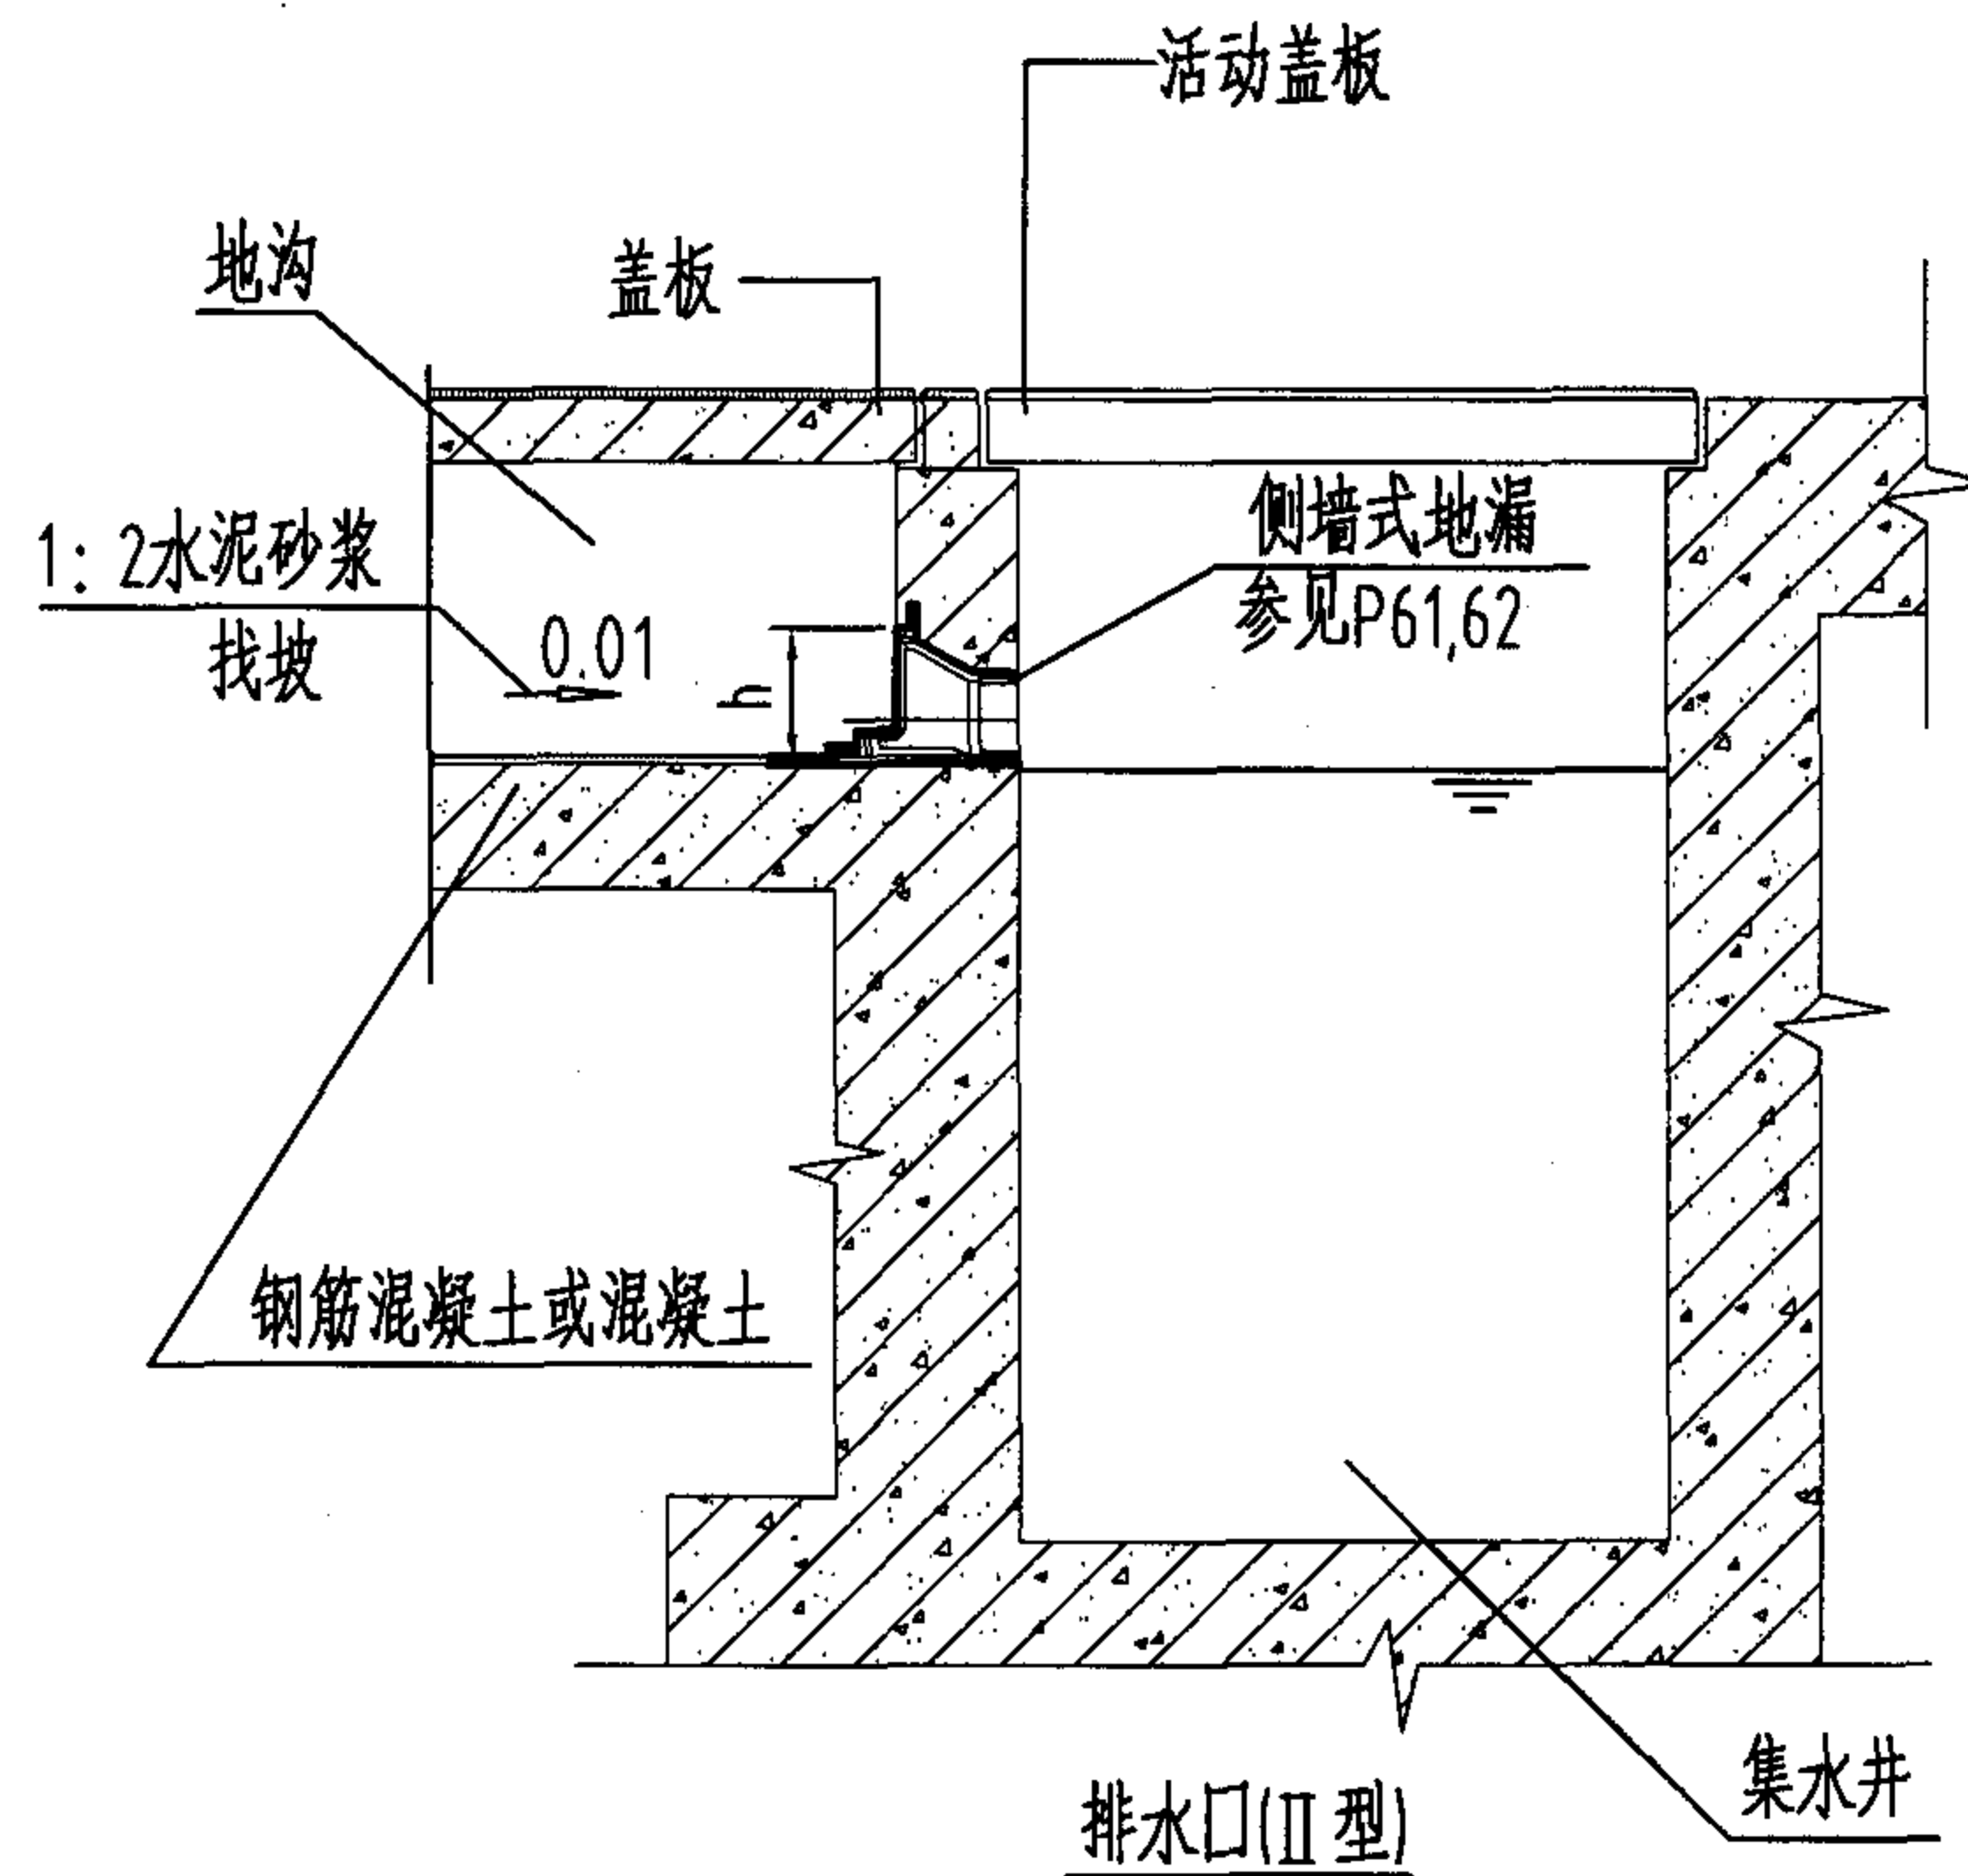 活动盖板
地沟
盖板
侧墙式地漏
参见P61,62
1：2水泥砂浆
找坡
0.01
h
钢筋混凝土或混凝土
集水井
排水口(Ⅱ型)